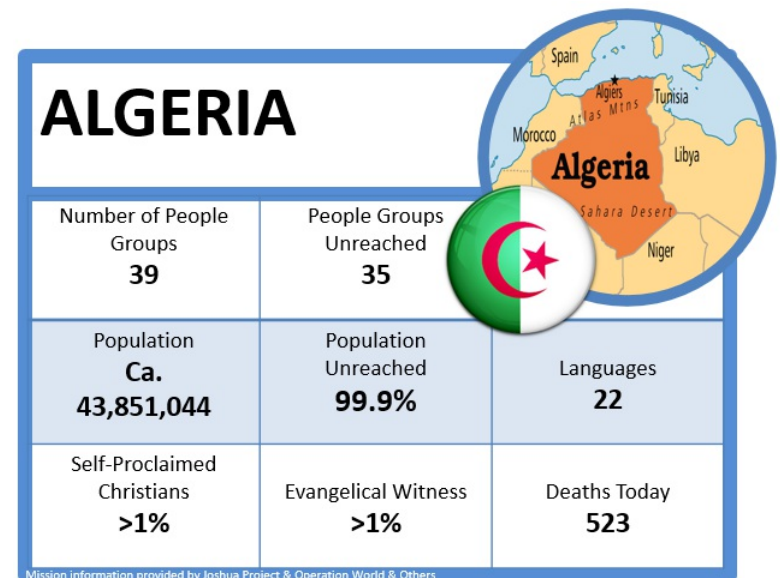 ALGERIA
Spain
Algiers
Tunisia
Atlas Mtns
Morocco
Algeria
Libya
Sahara Desert
Niger
Number of People
Groups
39
People Groups
Unreached
35
Population
Ca.
43,851,044
Population
Unreached
99.9%
Languages
22
Self-Proclaimed
Christians
>1%
Evangelical Witness
>1%
Deaths Today
523
Mission information provided by Joshua Project & Operation World & Others